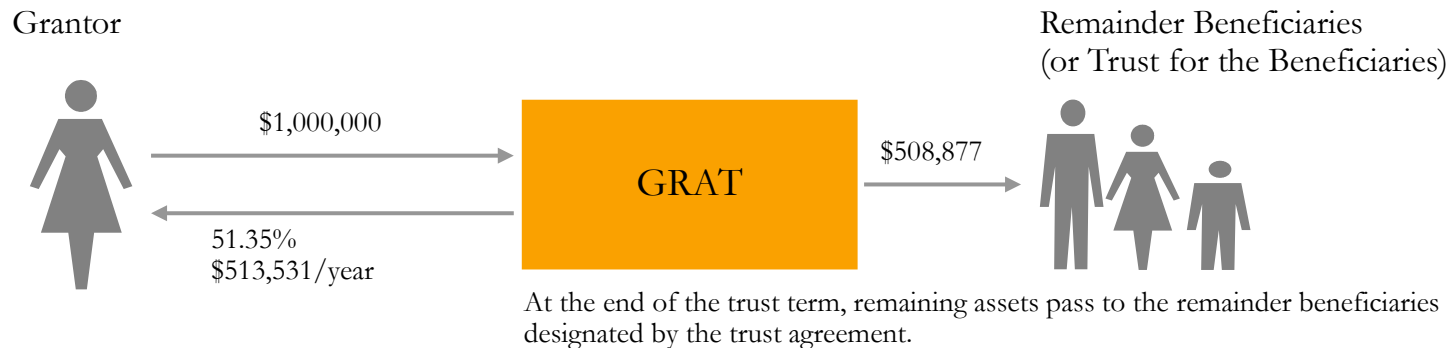 Grantor
Remainder Beneficiaries
(or Trust for the Beneficiaries)
$1,000,000
$508,877
GRAT
51.35%
$513,531/year
At the end of the trust term, remaining assets pass to the remainder beneficiaries
designated by the trust agreement.